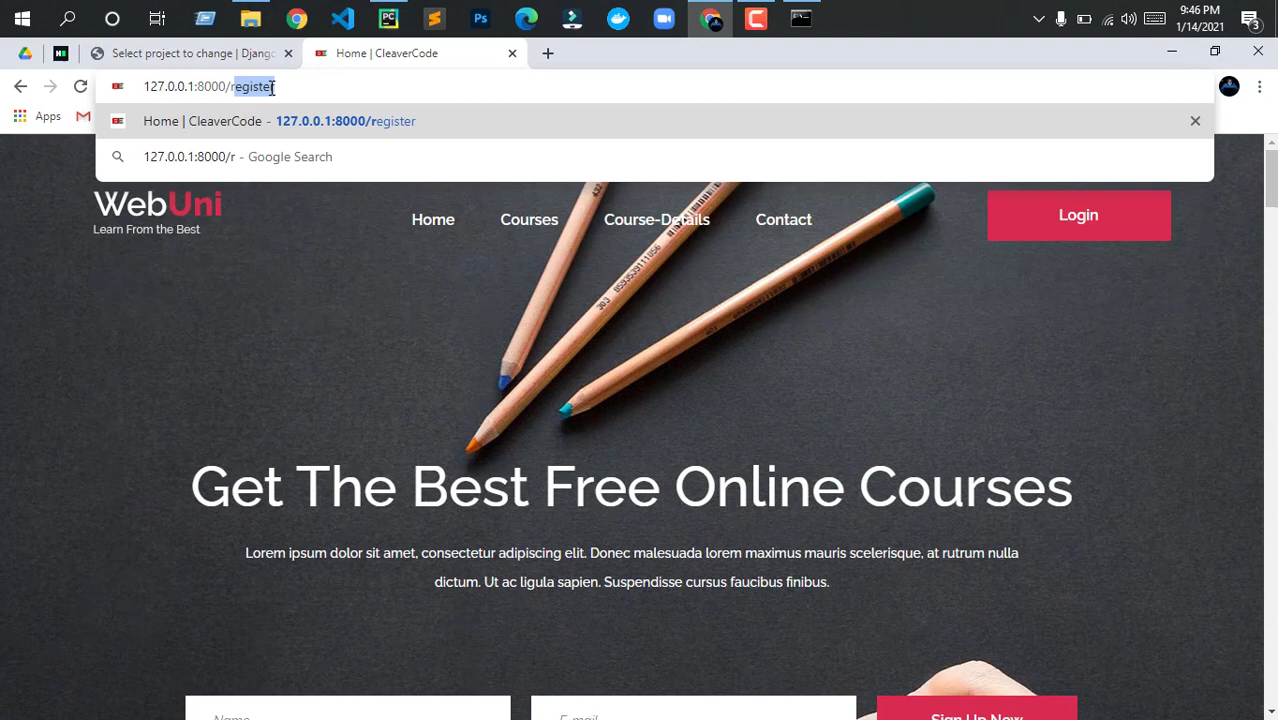 9:46 PM
1/14/2021
3
Select project to change | Djang
Home | CleaverCode
127.0.0.1:8000/register
Apps
Home | CleaverCode - 127.0.0.1:8000/register
127.0.0.1:8000/r - Google Search
WebUni
Learn From the Best
Home
Courses
Course-Details
Contact
Login
Get The Best Free Online Courses
Lorem ipsum dolor sit amet, consectetur adipiscing elit. Donec malesuada lorem maximus mauris scelerisque, at rutrum nulla
dictum. Ut ac ligula sapien. Suspendisse cursus faucibus finibus.
Name
E-mail
Sign Up Now